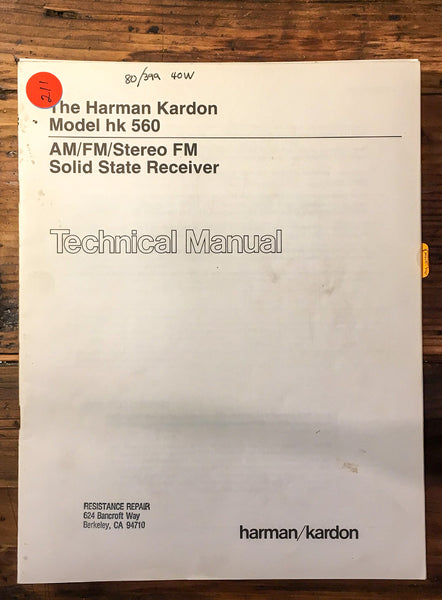 80/399 40W
211
The Harman Kardon
Model hk 560
AM/FM/Stereo FM
Solid State Receiver
Technical Manual
RESISTANCE REPAIR
624 Bancroft Way
Berkeley, CA 94710
harman/kardon